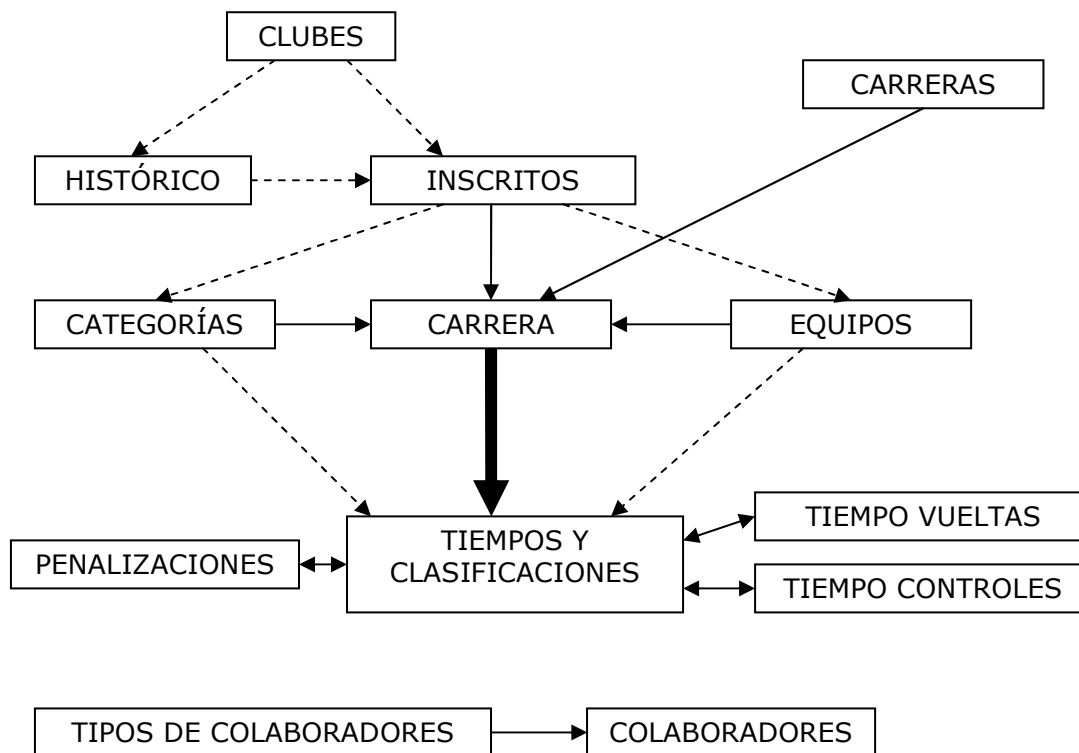 CLUBES
CARRERAS
HISTÓRICO
INSCRITOS
CATEGORÍAS
CARRERA
EQUIPOS
TIEMPOS Y
CLASIFICACIONES
TIEMPO VUELTAS
PENALIZACIONES
TIEMPO CONTROLES
TIPOS DE COLABORADORES
COLABORADORES